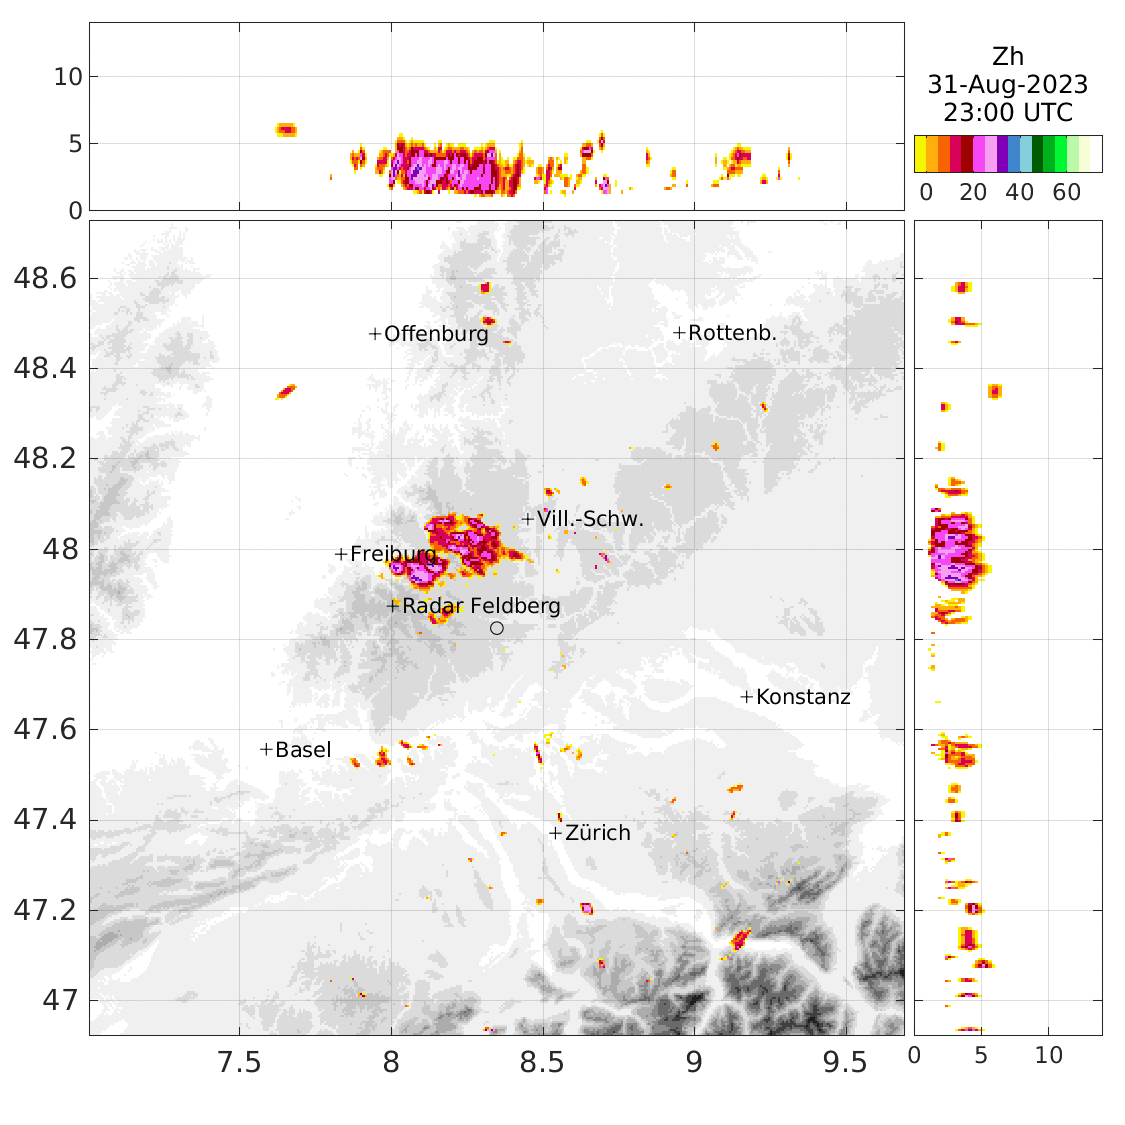 Zh
31-Aug-2023
23:00 UTC
0 20 40 60
10
5
0
48.6
48.4
48.2
48
47.8
47.6
47.4
47.2
47
+Offenburg
+Rottenb.
+Vill.-Schw.
+Freiburg
+Radar Feldberg
+Konstanz
+Basel
+Zürich
7.5 8 8.5 9 9.5
0 5 10